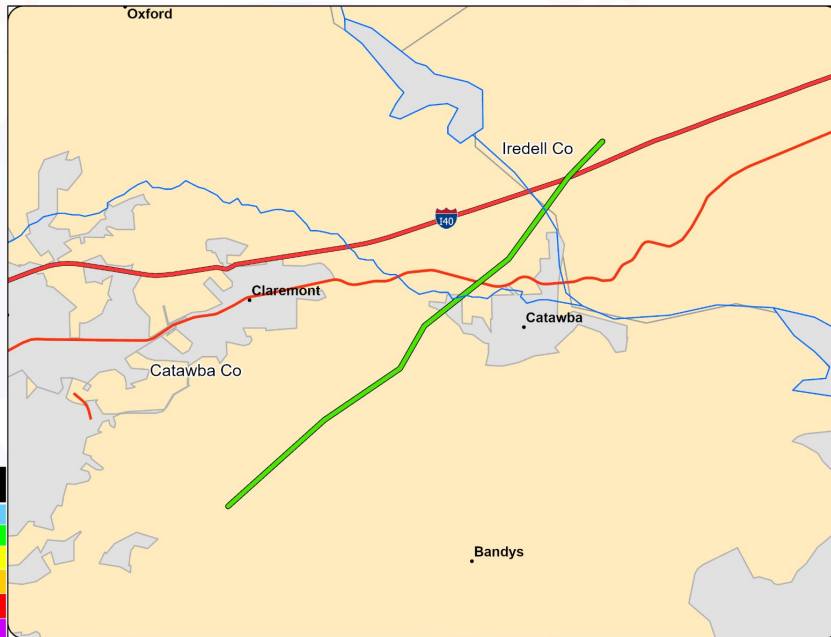 Oxford
Iredell Co
I40
Claremont
Catawba
Catawba Co
Bandys